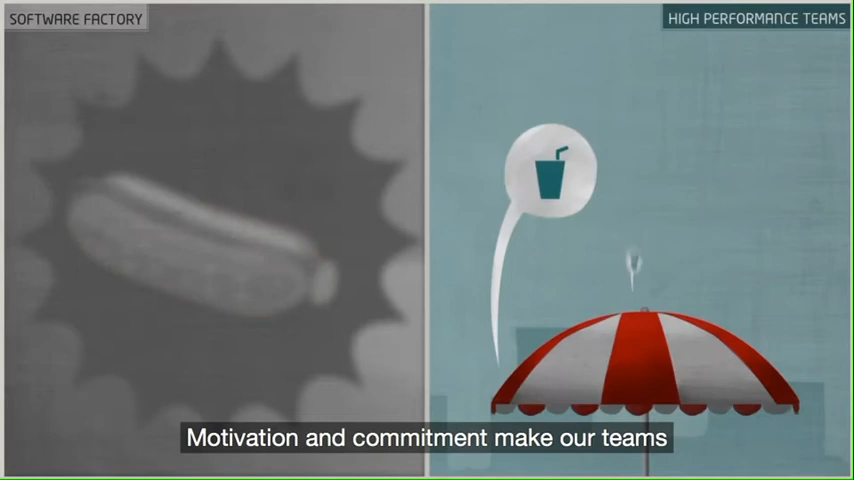 SOFTWARE FACTORY
HIGH PERFORMANCE TEAMS
Motivation and commitment make our teams